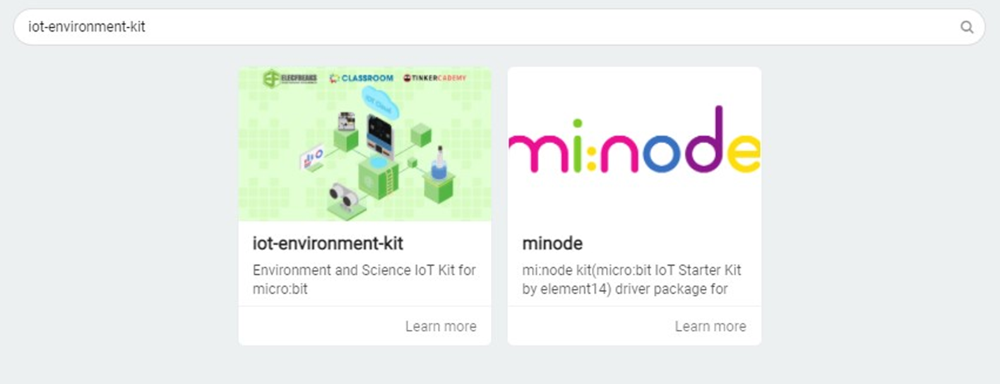 iot-environment-kit
ELECFREAKS CLASSROOM TINKERCADEMY
IOT Cloud
mi:node
iot-environment-kit
Environment and Science IoT Kit for
micro:bit
Learn more
minode
mi:node kit(micro:bit IoT Starter Kit
by element14) driver package for
Learn more